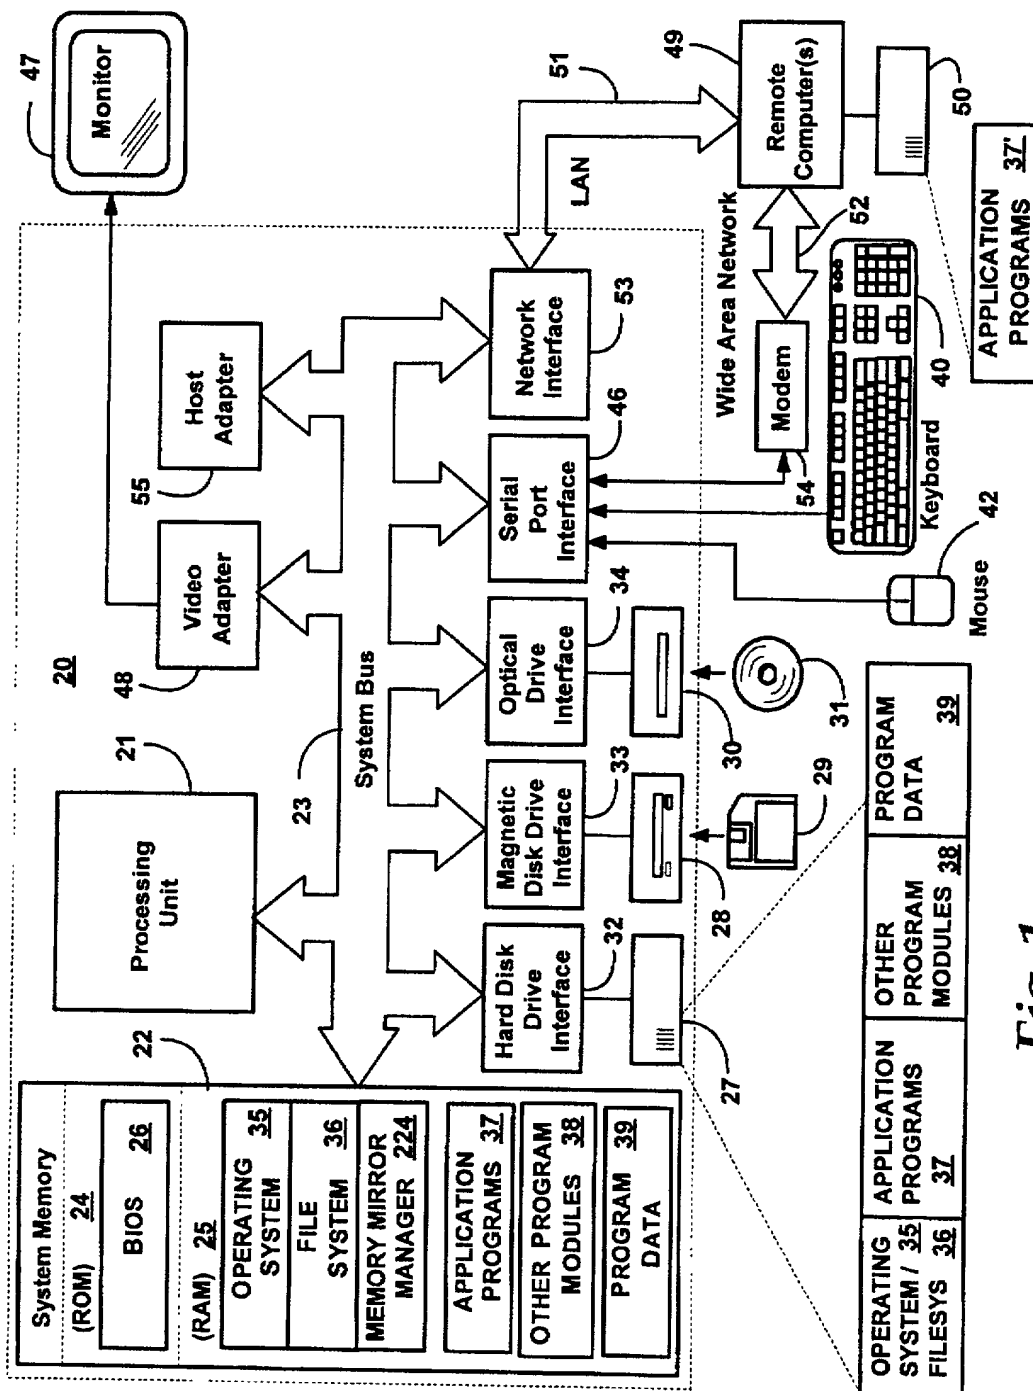 System Memory
(ROM) 24
BIOS 26
(RAM) 25
OPERATING
SYSTEM 35
FILE
SYSTEM 36
MEMORY MIRROR
MANAGER 224
APPLICATION
PROGRAMS 37
OTHER PROGRAM
MODULES 38
PROGRAM
DATA 39
22
Processing
Unit
21
20
Video
Adapter
48
Host
Adapter
55
Monitor
47
23
System Bus
Hard Disk
Drive
Interface
32
Magnetic
Disk Drive
Interface
33
Optical
Drive
Interface
34
Serial
Port
Interface
46
Network
Interface
53
LAN
51
27
28
29
30
31
Wide Area Network
52
Modem
54
Remote
Computer(s)
49
50
Keyboard
40
Mouse
42
OPERATING
SYSTEM / 35
FILESYS 36
APPLICATION
PROGRAMS
37
OTHER
PROGRAM
MODULES 38
PROGRAM
DATA
39
APPLICATION
PROGRAMS 37'
Fig. 1